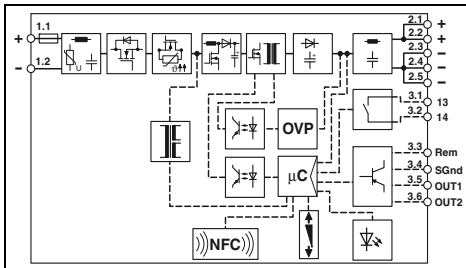 1.1
+
1.2
−
U
ϑ
2.1
+
2.2
+
2.3
−
2.4
−
2.5
−
OVP
μC
3.1
13
3.2
14
3.3
Rem
3.4
SGnd
3.5
OUT1
3.6
OUT2
NFC